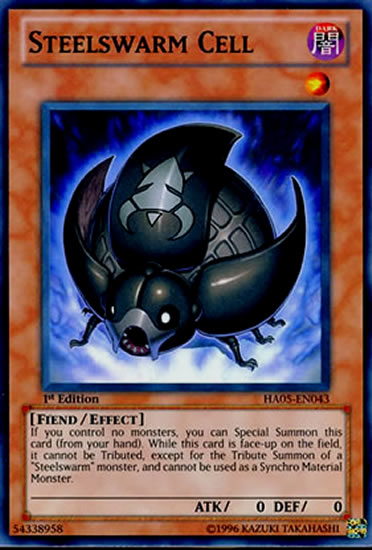 STEELSWARM CELL
DARK
闇
1st Edition
HA05-EN043
[FIEND / EFFECT]
If you control no monsters, you can Special Summon this
card (from your hand). While this card is face-up on the field,
it cannot be Tributed, except for the Tribute Summon of a
"Steelswarm" monster, and cannot be used as a Synchro Material
Monster.
ATK/ 0 DEF/ 0
54338958
©1996 KAZUKI TAKAHASHI